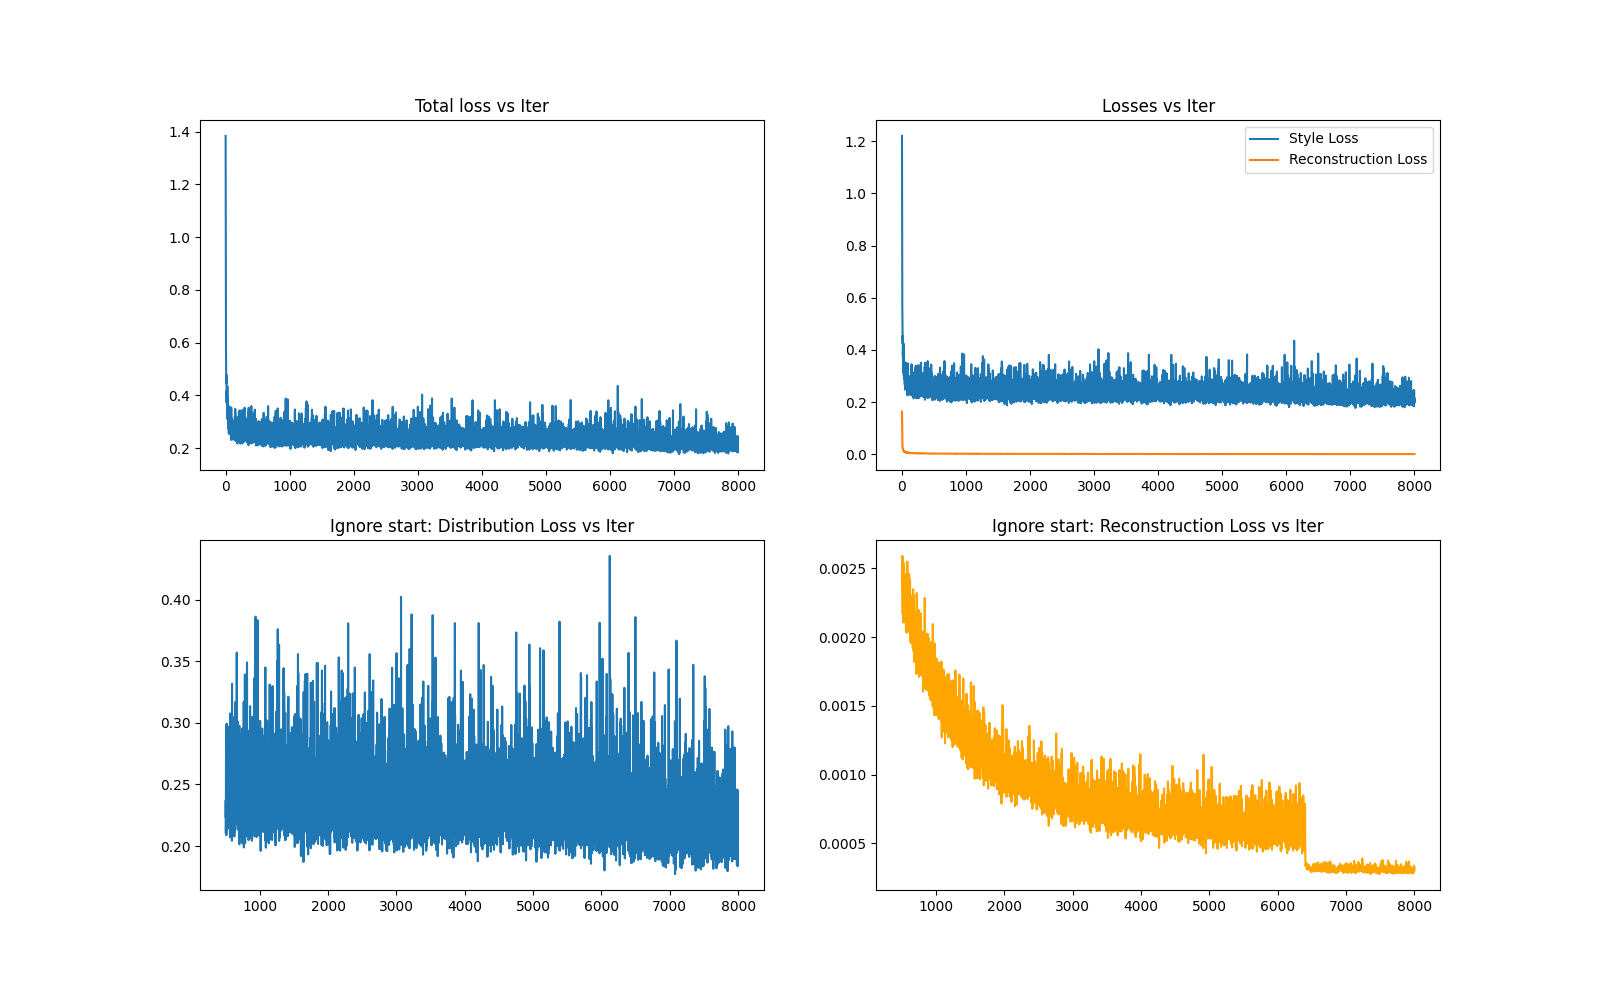 Total loss vs Iter
1.4
1.2
1.0
0.8
0.6
0.4
0.2
0 1000 2000 3000 4000 5000 6000 7000 8000
Losses vs Iter
Style Loss
Reconstruction Loss
1.2
1.0
0.8
0.6
0.4
0.2
0.0
0 1000 2000 3000 4000 5000 6000 7000 8000
Ignore start: Distribution Loss vs Iter
0.40
0.35
0.30
0.25
0.20
1000 2000 3000 4000 5000 6000 7000 8000
Ignore start: Reconstruction Loss vs Iter
0.0025
0.0020
0.0015
0.0010
0.0005
1000 2000 3000 4000 5000 6000 7000 8000